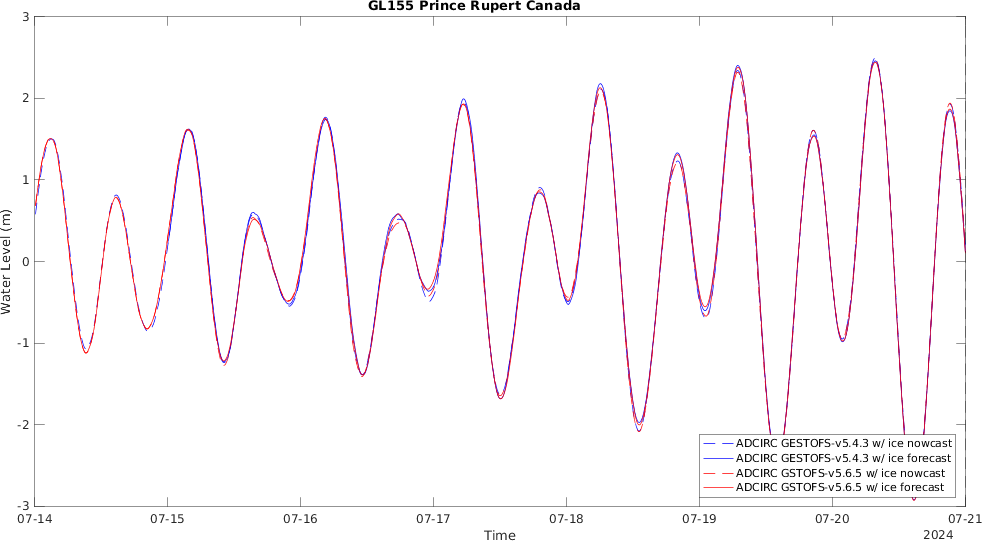 GL155 Prince Rupert Canada
3
2
1
0
-1
-2
-3
Water Level (m)
ADCIRC GESTOFS-v5.4.3 w/ ice nowcast
ADCIRC GESTOFS-v5.4.3 w/ ice forecast
ADCIRC GSTOFS-v5.6.5 w/ ice nowcast
ADCIRC GSTOFS-v5.6.5 w/ ice forecast
07-14 07-15 07-16 07-17 07-18 07-19 07-20 07-21
Time
2024